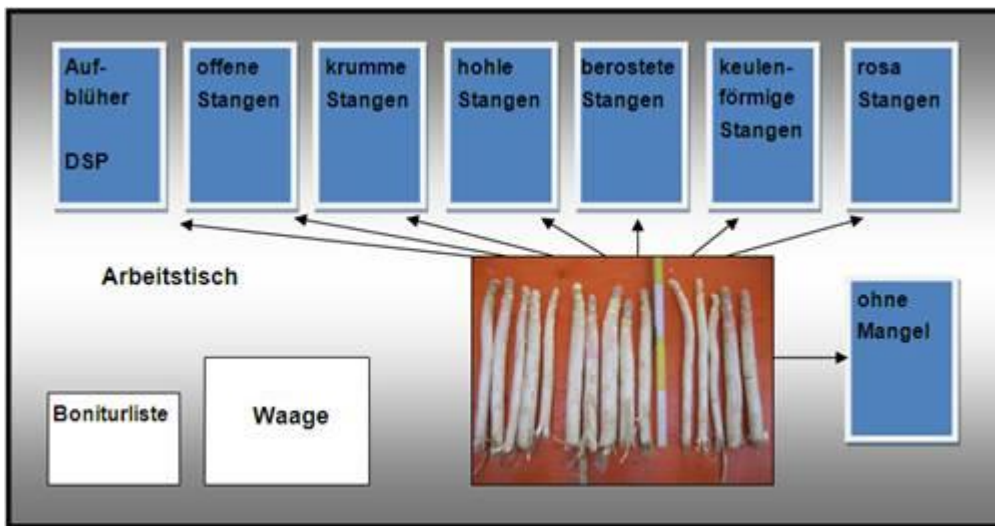 Auf-
blüher
DSP
offene
Stangen
krumme
Stangen
hohle
Stangen
berostete
Stangen
keulen-
förmige
Stangen
rosa
Stangen
Arbeitstisch
ohne
Mangel
Boniturliste
Waage